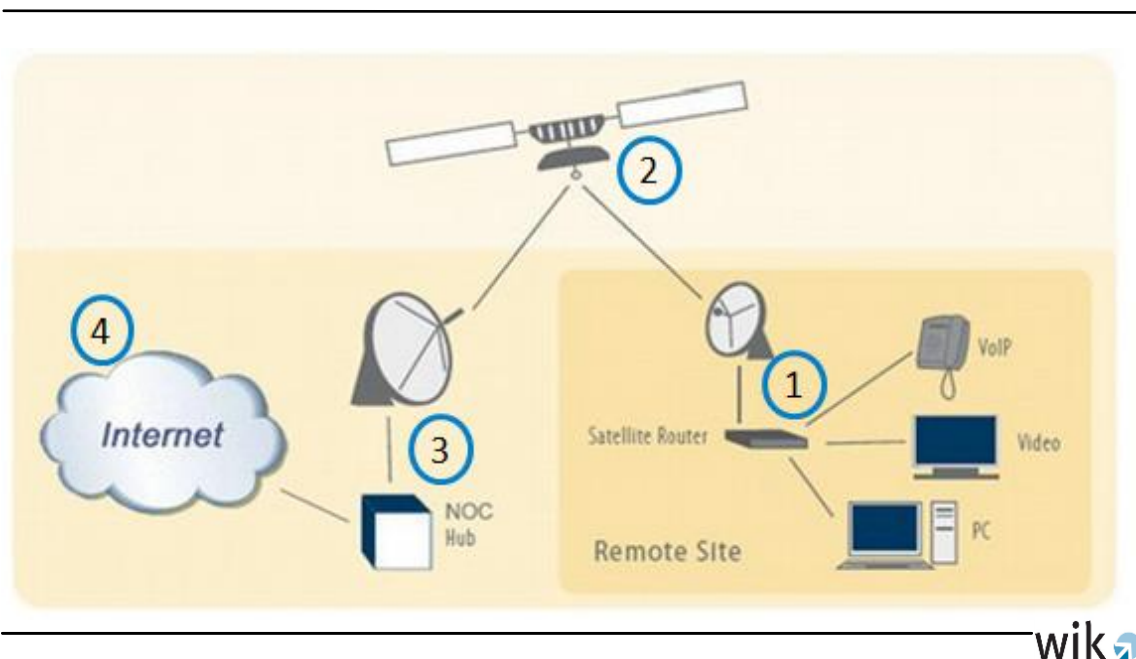 2
4
Internet
3
NOC
Hub
1
Satellite Router
VoIP
Video
PC
Remote Site
wik